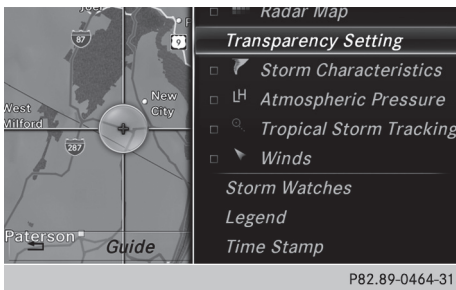 Radar Map
Transparency Setting
Storm Characteristics
LH Atmospheric Pressure
Tropical Storm Tracking
Winds
Storm Watches
Legend
Time Stamp
87
9
New
City
West
Milford
287
Paterson
Guide
P82.89-0464-31